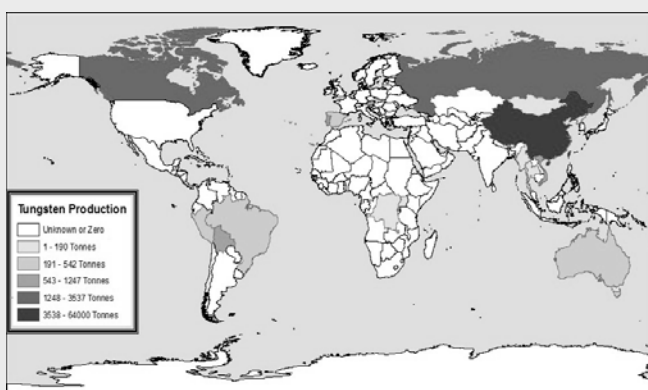 Tungsten Production
Unknown or Zero
1 - 190 Tonnes
191 - 542 Tonnes
543 - 1247 Tonnes
1248 - 3537 Tonnes
3538 - 64000 Tonnes